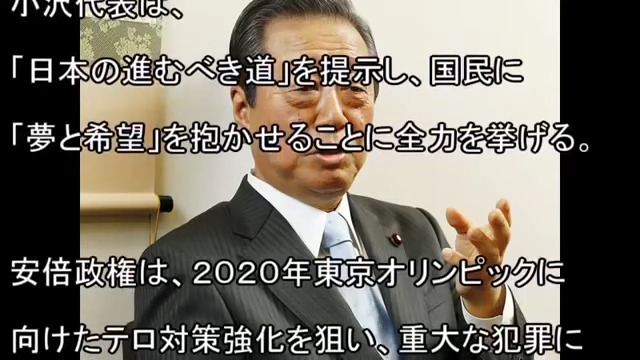 小沢代表は、
「日本の進むべき道」を提示し、国民に
「夢と希望」を抱かせることに全力を挙げる。
安倍政権は、2020年東京オリンピックに
向けたテロ対策強化を狙い、重大な犯罪に